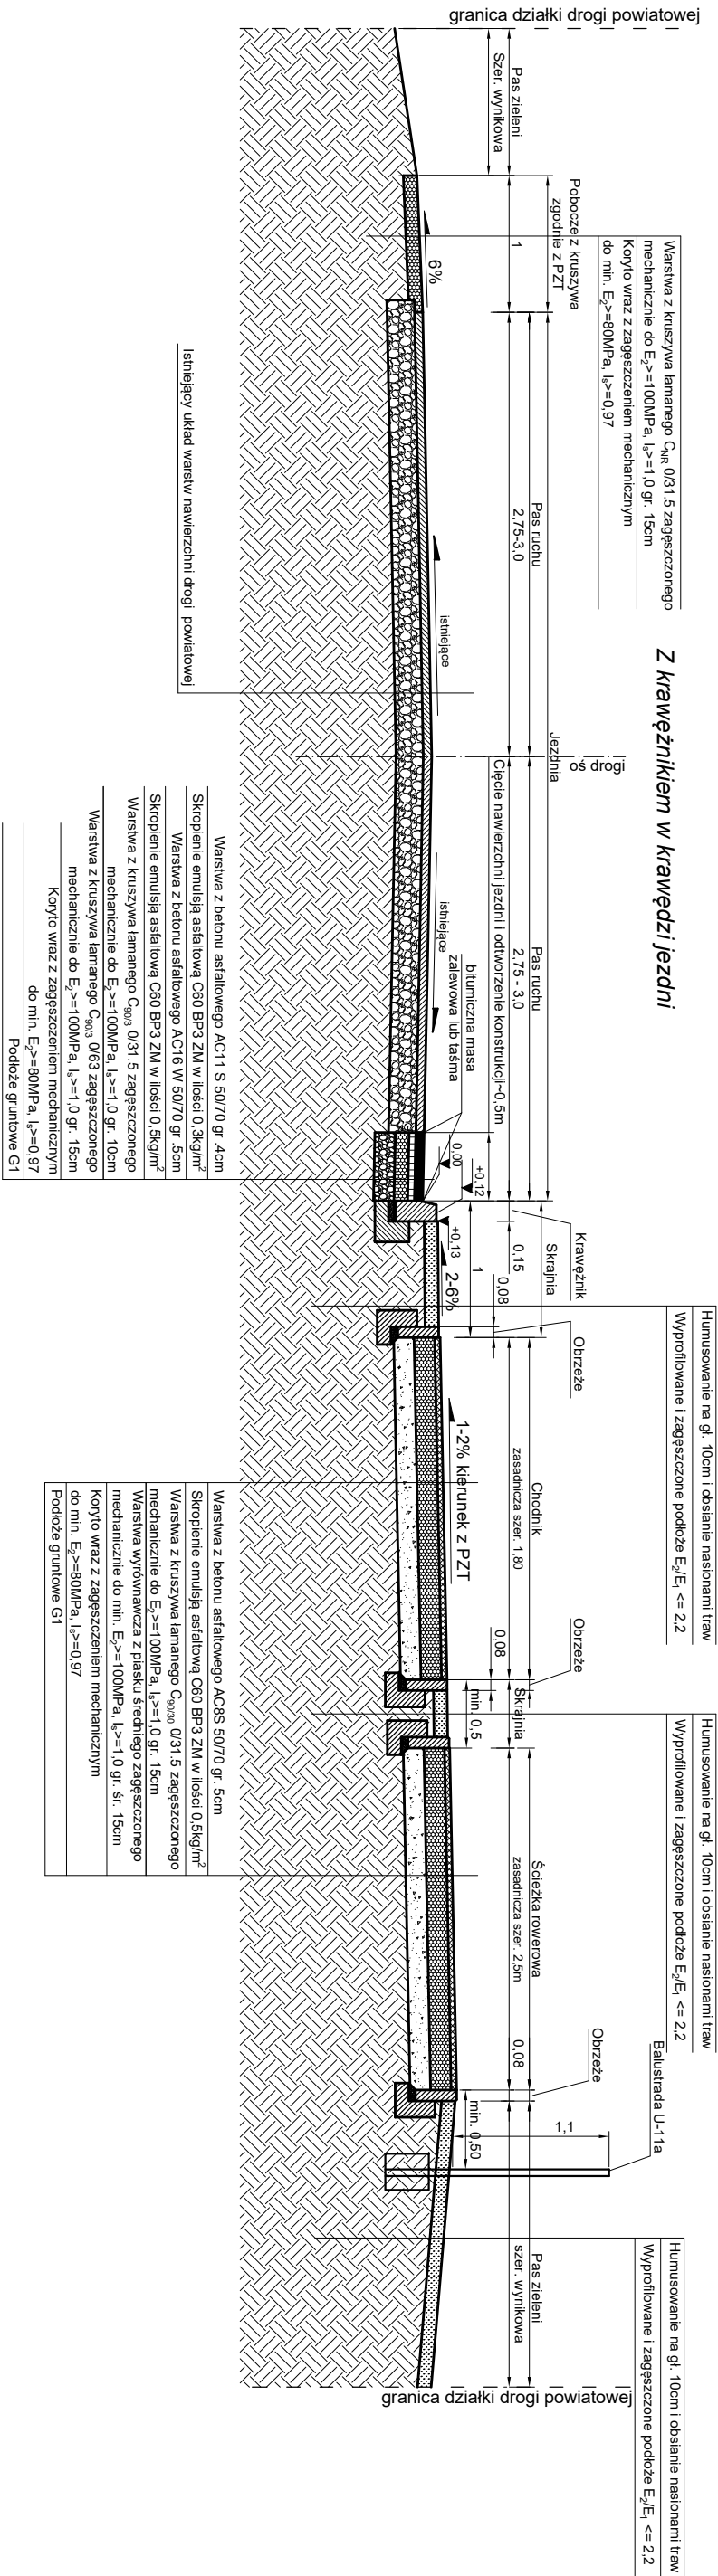 granica działki drogi powiatowej
Z krawężnikiem w krawędzi jezdni
Warstwa z kruszywa łamanego C_NR 0/31.5 zagęszczonego
mechanicznie do E₂>=100MPa, Iₛ>=1,0 gr. 15cm
Koryto wraz z zagęszczeniem mechanicznym
do min. E₂>=80MPa, Iₛ>=0,97
Pas zieleni
Szer. wynikowa
Pobocze z kruszywa
zgodnie z PZT
1
6%
Pas ruchu
2,75-3,0
istniejące
Jezdnia
oś drogi
Pas ruchu
2,75 - 3,0
Cięcie nawierzchni jezdni i odtworzenie konstrukcji~0,5m
istniejące
bitumiczna masa
zalewowa lub taśma
0,00
+0,12
+0,13
Krawężnik
0,15
Skrajnia
1
0,08
2-6%
Obrzeże
Humusowanie na gł. 10cm i obsianie nasionami traw
Wyprofilowane i zagęszczone podłoże E₂/E₁ <= 2,2
Chodnik
zasadnicza szer. 1,80
1-2% kierunek z PZT
Obrzeże
0,08
Skrajnia
min. 0,5
Humusowanie na gł. 10cm i obsianie nasionami traw
Wyprofilowane i zagęszczone podłoże E₂/E₁ <= 2,2
Ścieżka rowerowa
zasadnicza szer. 2,5m
0,08
Obrzeże
Balustrada U-11a
1,1
min. 0,50
Pas zieleni
szer. wynikowa
Humusowanie na gł. 10cm i obsianie nasionami traw
Wyprofilowane i zagęszczone podłoże E₂/E₁ <= 2,2
granica działki drogi powiatowej
Istniejący układ warstw nawierzchni drogi powiatowej
Warstwa z betonu asfaltowego AC11 S 50/70 gr .4cm
Skropienie emulsją asfaltową C60 BP3 ZM w ilości 0,3kg/m²
Warstwa z betonu asfaltowego AC16 W 50/70 gr .5cm
Skropienie emulsją asfaltową C60 BP3 ZM w ilości 0,5kg/m²
Warstwa z kruszywa łamanego C90/3 0/31.5 zagęszczonego
mechanicznie do E₂>=100MPa, Iₛ>=1,0 gr. 10cm
Warstwa z kruszywa łamanego C90/3 0/63 zagęszczonego
mechanicznie do E₂>=100MPa, Iₛ>=1,0 gr. 15cm
Koryto wraz z zagęszczeniem mechanicznym
do min. E₂>=80MPa, Iₛ>=0,97
Podłoże gruntowe G1
Warstwa z betonu asfaltowego AC8S 50/70 gr. 5cm
Skropienie emulsją asfaltową C60 BP3 ZM w ilości 0,5kg/m²
Warstwa z kruszywa łamanego C90/30 0/31.5 zagęszczonego
mechanicznie do E₂>=100MPa, Iₛ>=1,0 gr. 15cm
Warstwa wyrównawcza z piasku średniego zagęszczonego
mechanicznie do min. E₂>=100MPa, Iₛ>=1,0 gr. śr. 15cm
Koryto wraz z zagęszczeniem mechanicznym
do min. E₂>=80MPa, Iₛ>=0,97
Podłoże gruntowe G1